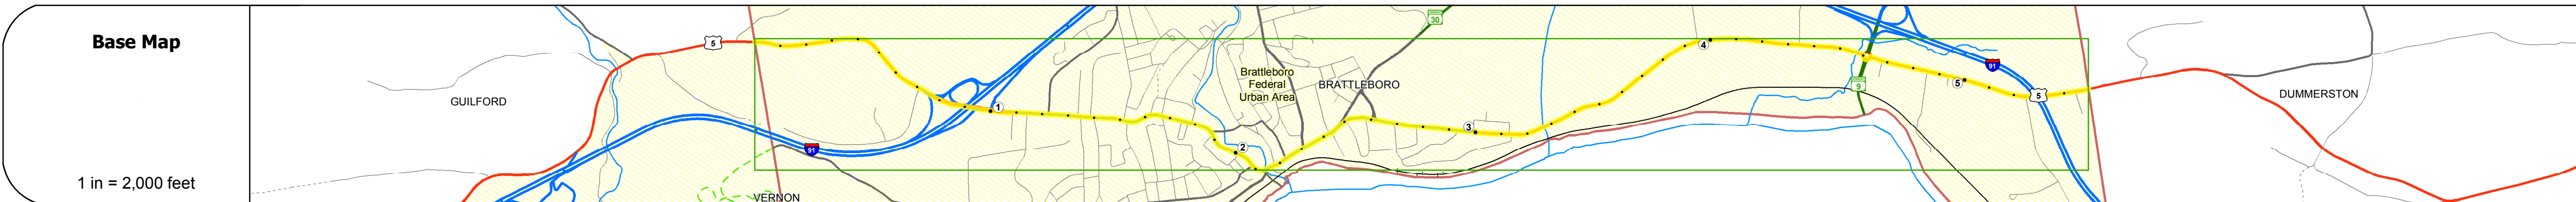 Base Map
1 in = 2,000 feet
GUILFORD
5
91
VERNON
1
2
Brattleboro
Federal
Urban Area
BRATTLEBORO
30
3
4
9
5
91
5
DUMMERSTON